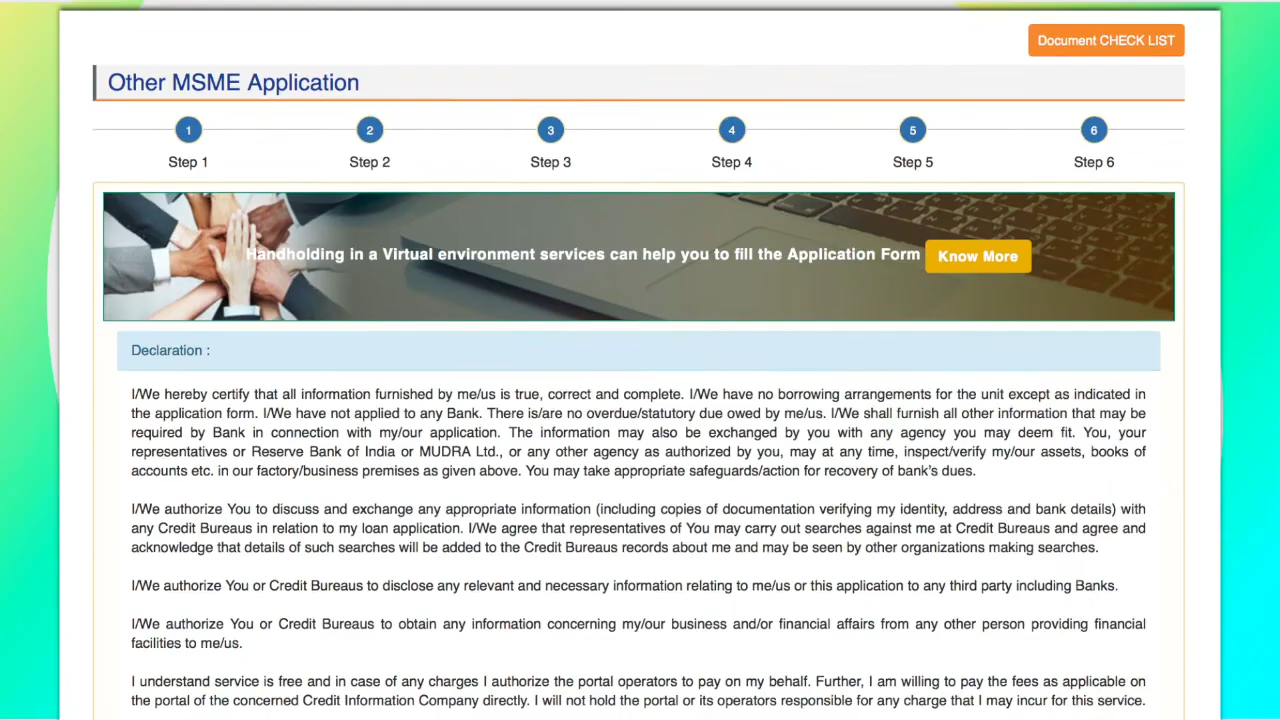 Document CHECK LIST
Other MSME Application
1 2 3 4 5 6
Step 1 Step 2 Step 3 Step 4 Step 5 Step 6
Handholding in a Virtual environment services can help you to fill the Application Form Know More
Declaration :
I/We hereby certify that all information furnished by me/us is true, correct and complete. I/We have no borrowing arrangements for the unit except as indicated in
the application form. I/We have not applied to any Bank. There is/are no overdue/statutory due owed by me/us. I/We shall furnish all other information that may be
required by Bank in connection with my/our application. The information may also be exchanged by you with any agency you may deem fit. You, your
representatives or Reserve Bank of India or MUDRA Ltd., or any other agency as authorized by you, may at any time, inspect/verify my/our assets, books of
accounts etc. in our factory/business premises as given above. You may take appropriate safeguards/action for recovery of bank's dues.
I/We authorize You to discuss and exchange any appropriate information (including copies of documentation verifying my identity, address and bank details) with
any Credit Bureaus in relation to my loan application. I/We agree that representatives of You may carry out searches against me at Credit Bureaus and agree and
acknowledge that details of such searches will be added to the Credit Bureaus records about me and may be seen by other organizations making searches.
I/We authorize You or Credit Bureaus to disclose any relevant and necessary information relating to me/us or this application to any third party including Banks.
I/We authorize You or Credit Bureaus to obtain any information concerning my/our business and/or financial affairs from any other person providing financial
facilities to me/us.
I understand service is free and in case of any charges I authorize the portal operators to pay on my behalf. Further, I am willing to pay the fees as applicable on
the portal of the concerned Credit Information Company directly. I will not hold the portal or its operators responsible for any charge that I may incur for this service.